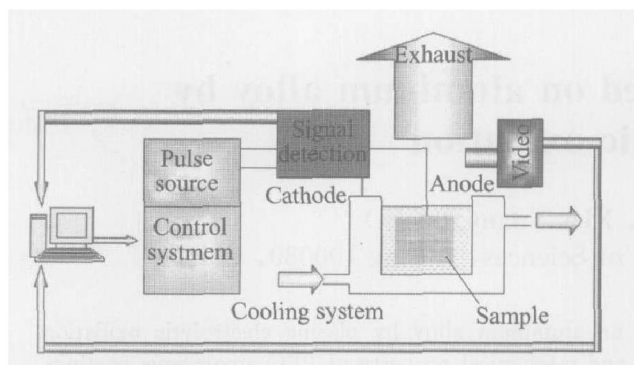 Exhaust
Signal
detection
Video
Pulse
source
Cathode
Anode
Control
systmem
Cooling system
Sample